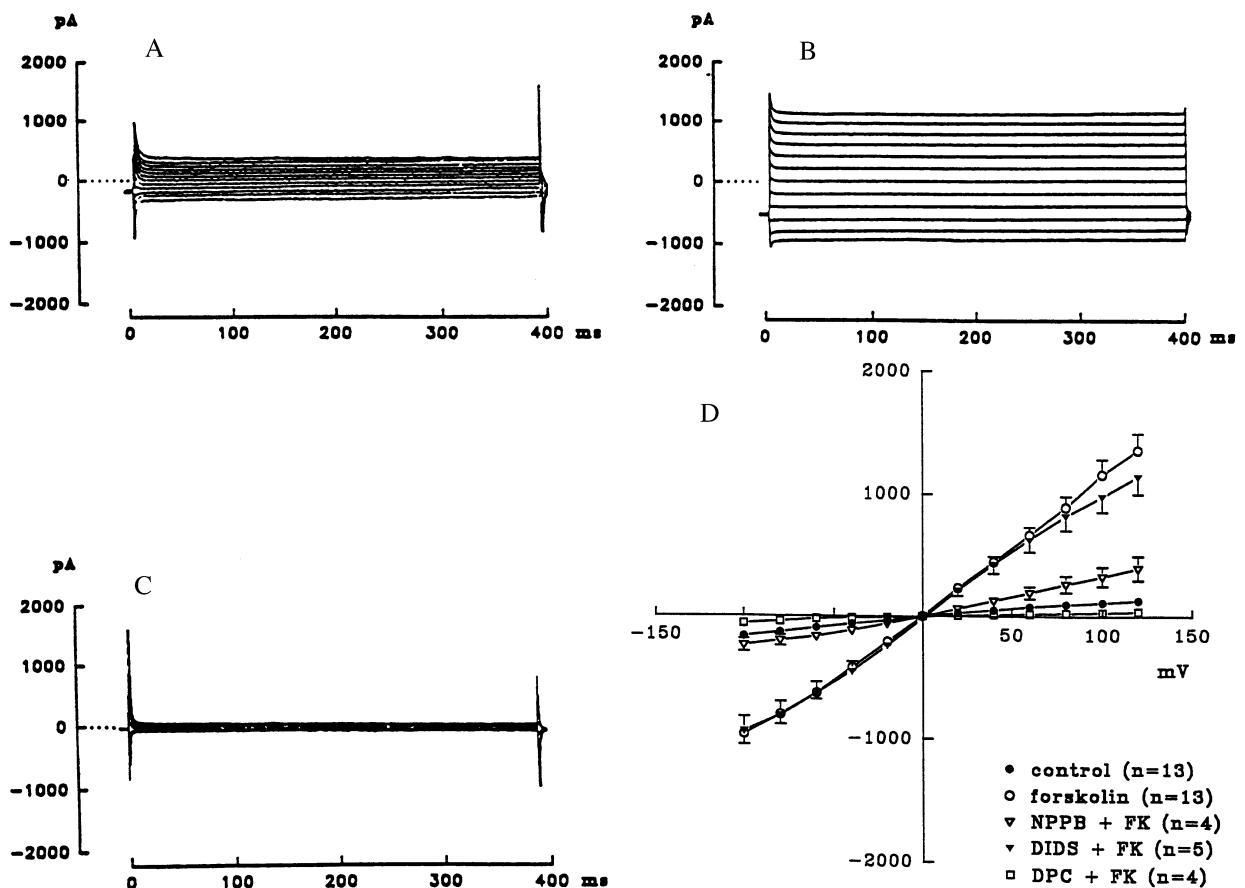 pA
A
2000
1000
0
-1000
-2000
0 100 200 300 400 ms
pA
B
2000
1000
0
-1000
-2000
0 100 200 300 400 ms
pA
C
2000
1000
0
-1000
-2000
0 100 200 300 400 ms
D
2000
1000
-150 50 100 150
mV
-1000
-2000
control (n=13)
forskolin (n=13)
NPPB + FK (n=4)
DIDS + FK (n=5)
DPC + FK (n=4)